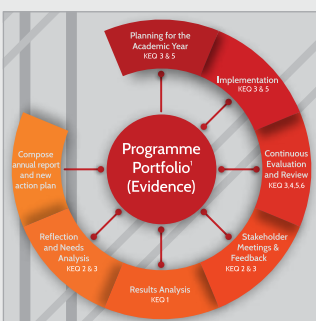 Planning for the
Academic Year
KEQ 3 & 5
Implementation
KEQ 3 & 5
Continuous
Evaluation
and Review
KEQ 3,4,5,6
Stakeholder
Meetings &
Feedback
KEQ 2 & 3
Results Analysis
KEQ 1
Reflection
and Needs
Analysis
KEQ 2 & 3
Compose
annual report
and new
action plan
Programme
Portfolio¹
(Evidence)